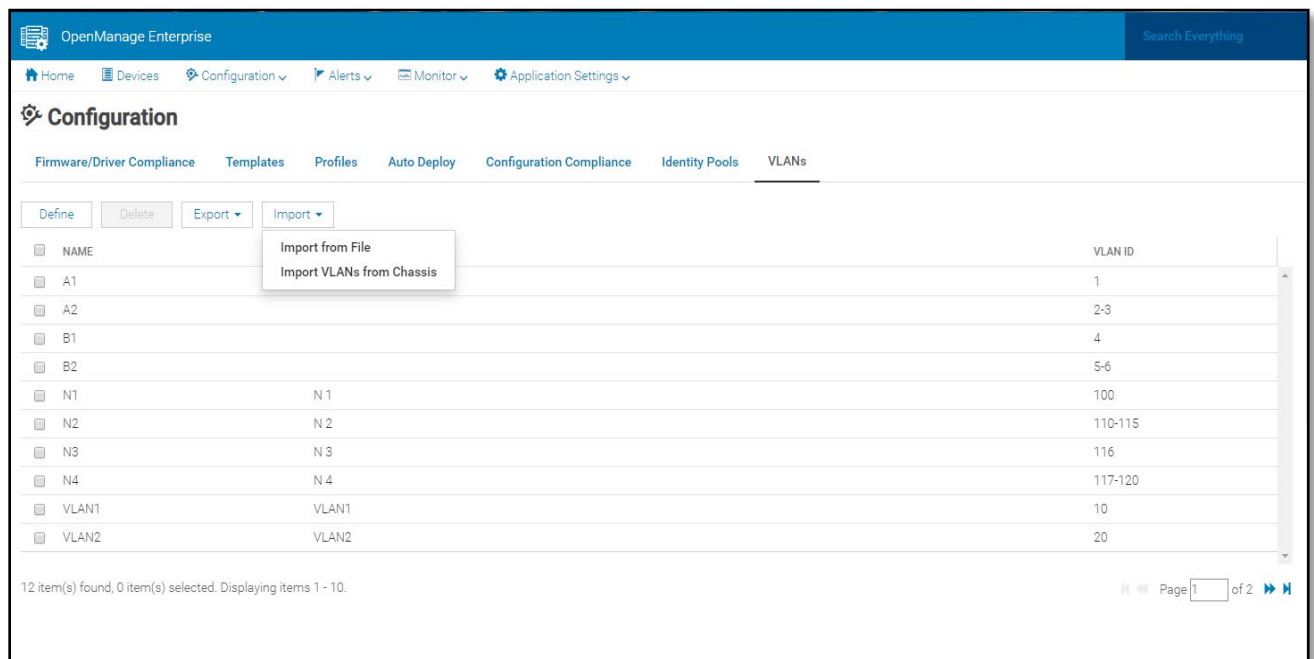 OpenManage Enterprise Search Everything
Home Devices Configuration Alerts Monitor Application Settings
Configuration
Firmware/Driver Compliance Templates Profiles Auto Deploy Configuration Compliance Identity Pools VLANs
Define Delete Export Import
Import from File
NAME VLAN ID
Import VLANs from Chassis
A1 1
A2 2-3
B1 4
B2 5-6
N1 N 1 100
N2 N 2 110-115
N3 N 3 116
N4 N 4 117-120
VLAN1 VLAN1 10
VLAN2 VLAN2 20
12 item(s) found, 0 item(s) selected. Displaying items 1 - 10. Page 1 of 2